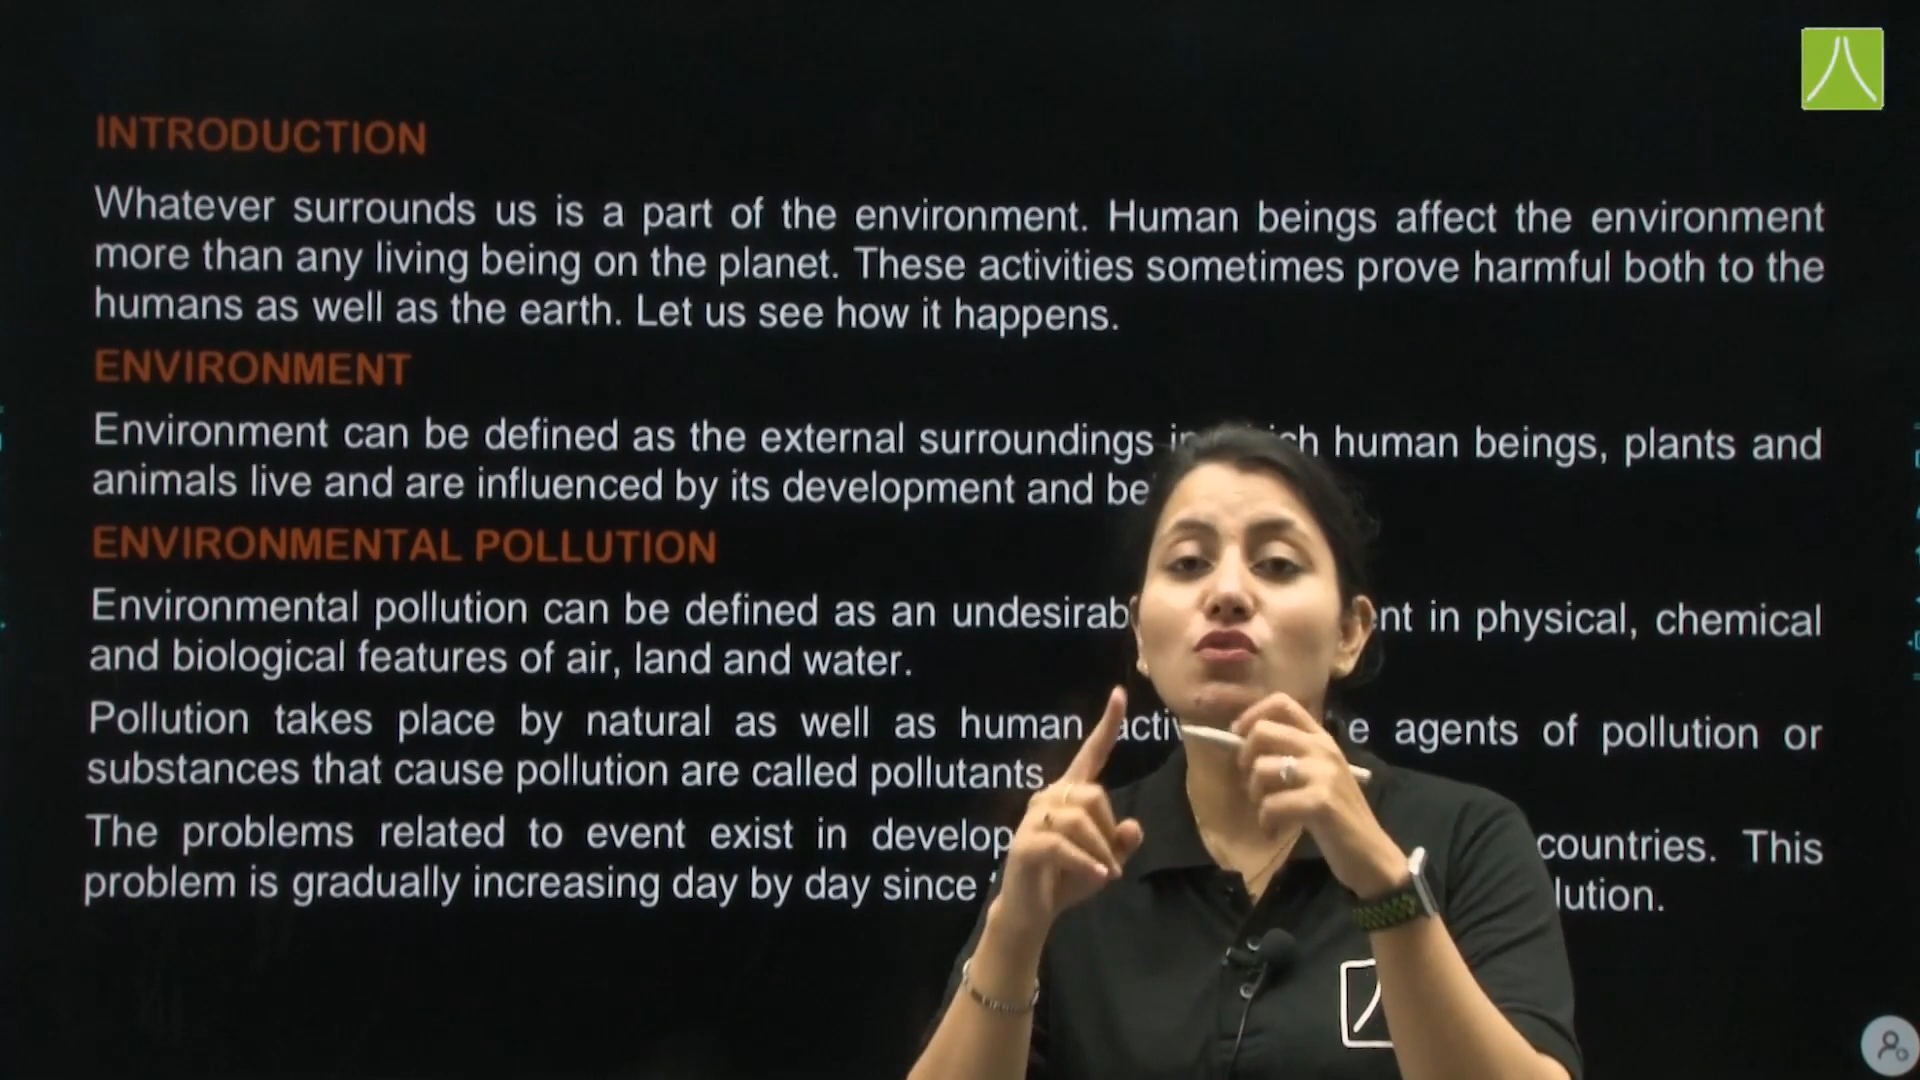 INTRODUCTION
Whatever surrounds us is a part of the environment. Human beings affect the environment
more than any living being on the planet. These activities sometimes prove harmful both to the
humans as well as the earth. Let us see how it happens.
ENVIRONMENT
Environment can be defined as the external surroundings human beings, plants and
animals live and are influenced by its development and
ENVIRONMENTAL POLLUTION
Environmental pollution can be defined as an in physical, chemical
and biological features of air, land and water.
Pollution takes place by natural as well as human agents of pollution or
substances that cause pollution are called pollutants.
The problems related to event exist in countries. This
problem is gradually increasing day by day since